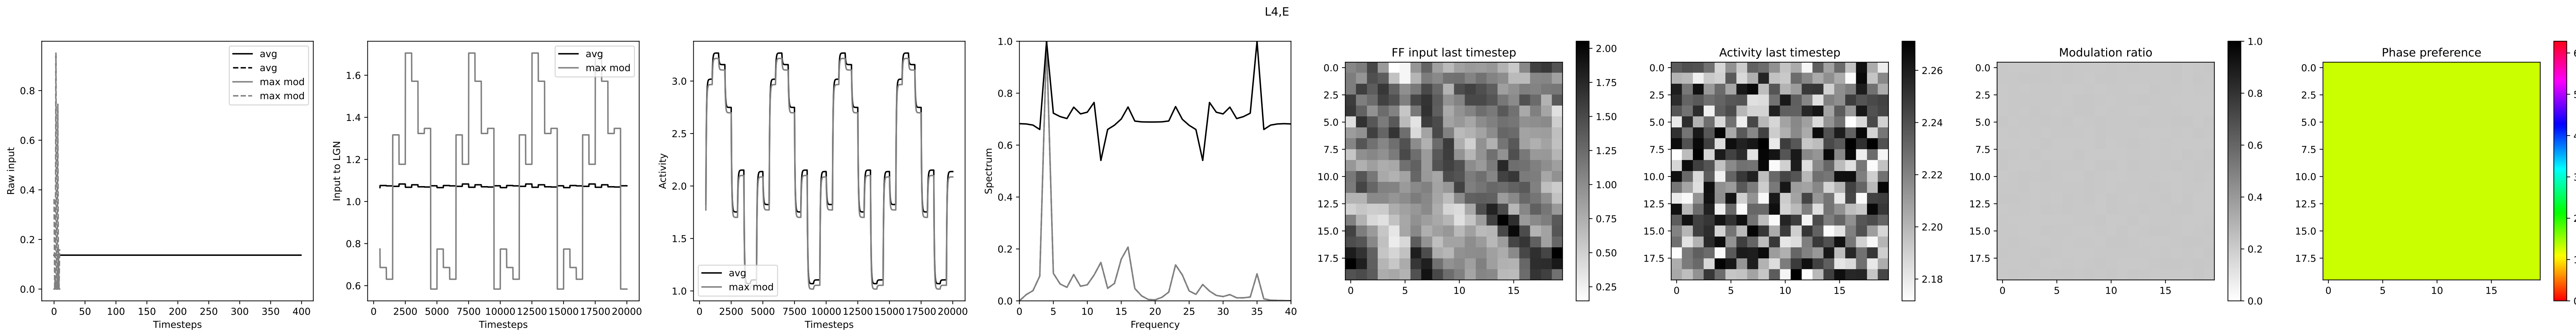 L4,E
Raw input
0.8
0.6
0.4
0.2
0.0
avg
avg
max mod
max mod
0 50 100 150 200 250 300 350 400
Timesteps
Input to LGN
1.6
1.4
1.2
1.0
0.8
0.6
avg
max mod
0 2500 5000 7500 10000 12500 15000 17500 20000
Timesteps
Activity
3.0
2.5
2.0
1.5
1.0
avg
max mod
0 2500 5000 7500 10000 12500 15000 17500 20000
Timesteps
Spectrum
1.0
0.8
0.6
0.4
0.2
0.0
0 5 10 15 20 25 30 35 40
Frequency
FF input last timestep
0.0
2.5
5.0
7.5
10.0
12.5
15.0
17.5
0 5 10 15
2.00
1.75
1.50
1.25
1.00
0.75
0.50
0.25
Activity last timestep
0.0
2.5
5.0
7.5
10.0
12.5
15.0
17.5
0 5 10 15
2.26
2.24
2.22
2.20
2.18
Modulation ratio
0.0
2.5
5.0
7.5
10.0
12.5
15.0
17.5
0 5 10 15
1.0
0.8
0.6
0.4
0.2
0.0
Phase preference
0.0
2.5
5.0
7.5
10.0
12.5
15.0
17.5
0 5 10 15